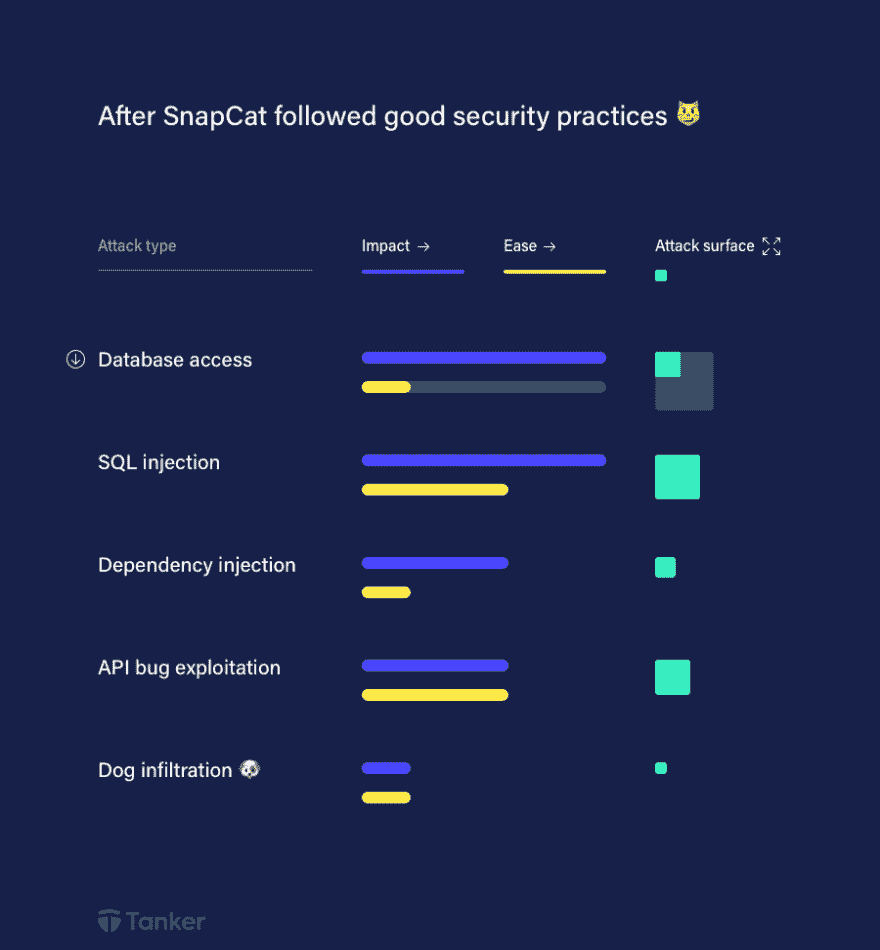 After SnapCat followed good security practices 😼
Attack type
Impact →
Ease →
Attack surface
Database access
SQL injection
Dependency injection
API bug exploitation
Dog infiltration 🐶
Tanker